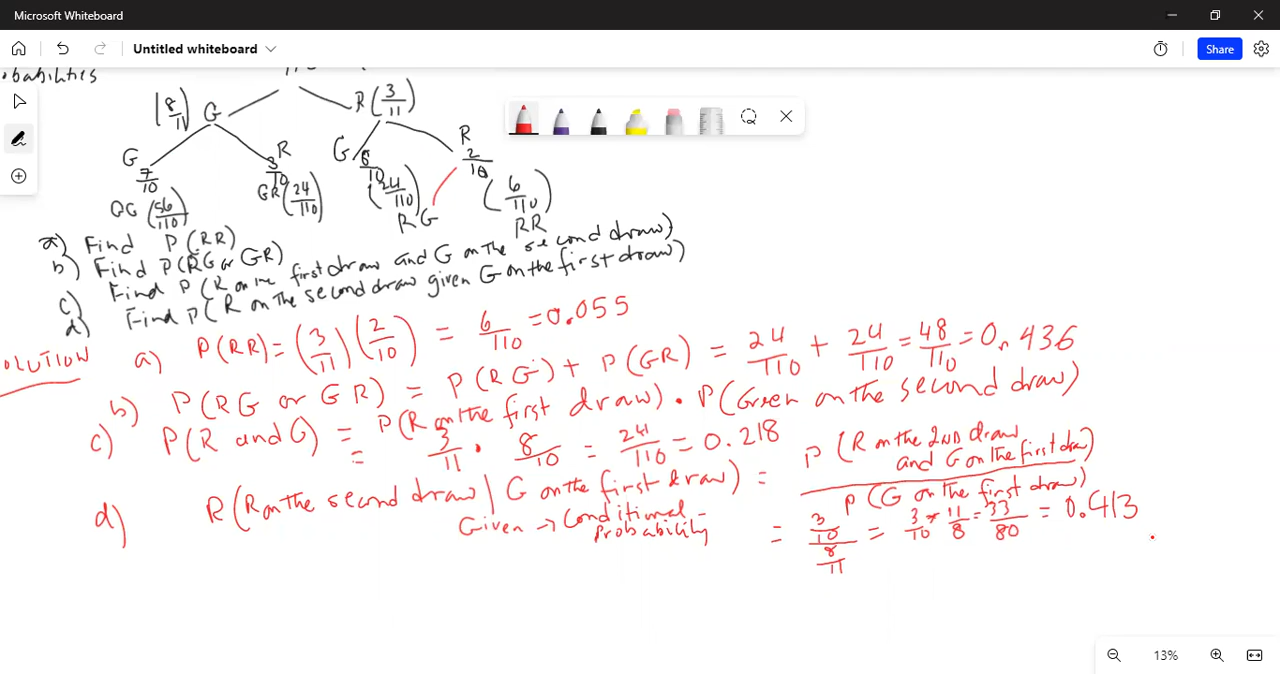 Microsoft Whiteboard
Untitled whiteboard
Share
obabilities
(8/11) G
R (3/11)
G 7/10
R 3/10
G 8/10
R 2/10
GG (56/110)
GR (24/110)
(24/110) RG
(6/110) RR
a) Find P(RR)
b) Find P(RG or GR)
c) Find P(R on the first draw and G on the second draw)
d) Find P(R on the second draw given G on the first draw)
OLUTION
a) P(RR) = (3/11)(2/10) = 6/110 = 0.055
b) P(RG or GR) = P(RG) + P(GR) = 24/110 + 24/110 = 48/110 = 0.436
c) P(R and G) = P(R on the first draw) • P(Green on the second draw)
= 3/11 • 8/10 = 24/110 = 0.218
d) R(R on the second draw | G on the first draw) = P(R on the 2ND draw and G on the first draw) / P(G on the first draw)
Given → Conditional Probability
= 3/10 / 8/11 = 3/10 * 11/8 = 33/80 = 0.413
13%